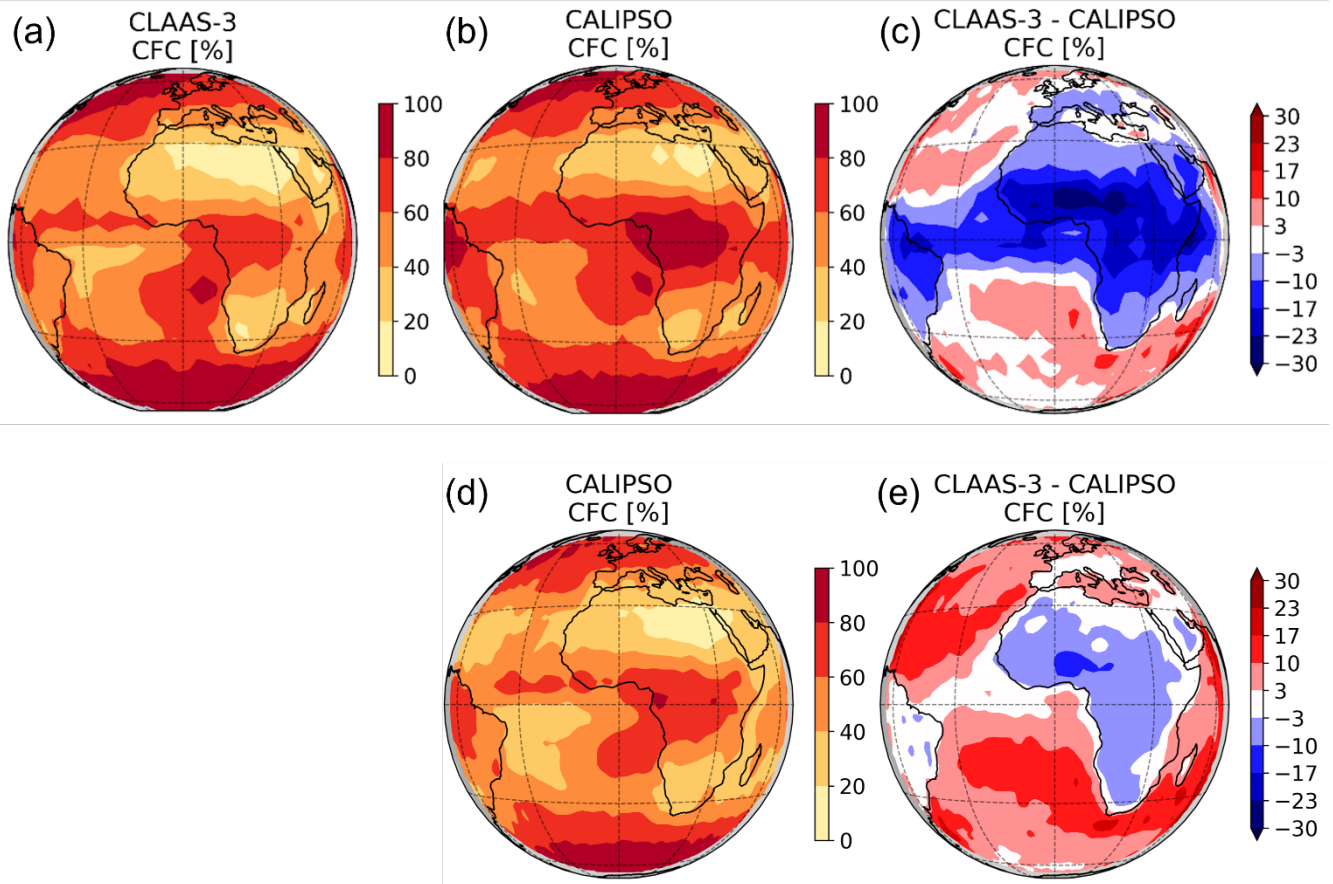 (a)
CLAAS-3
CFC [%]
100
80
60
40
20
0
(b)
CALIPSO
CFC [%]
100
80
60
40
20
0
(c)
CLAAS-3 - CALIPSO
CFC [%]
30
23
17
10
3
−3
−10
−17
−23
−30
(d)
CALIPSO
CFC [%]
100
80
60
40
20
0
(e)
CLAAS-3 - CALIPSO
CFC [%]
30
23
17
10
3
−3
−10
−17
−23
−30